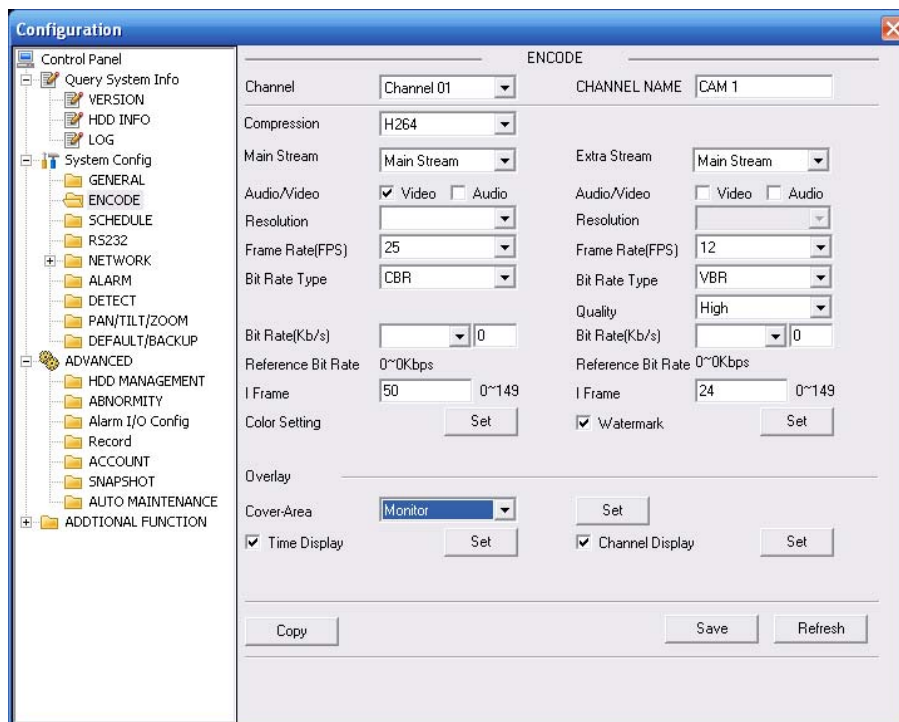 Configuration
Control Panel
Query System Info
VERSION
HDD INFO
LOG
System Config
GENERAL
ENCODE
SCHEDULE
RS232
NETWORK
ALARM
DETECT
PAN/TILT/ZOOM
DEFAULT/BACKUP
ADVANCED
HDD MANAGEMENT
ABNORMITY
Alarm I/O Config
Record
ACCOUNT
SNAPSHOT
AUTO MAINTENANCE
ADDTIONAL FUNCTION
ENCODE
Channel Channel 01 CHANNEL NAME CAM 1
Compression H264
Main Stream Main Stream Extra Stream Main Stream
Audio/Video Video Audio Audio/Video Video Audio
Resolution Resolution
Frame Rate(FPS) 25 Frame Rate(FPS) 12
Bit Rate Type CBR Bit Rate Type VBR
Quality High
Bit Rate(Kb/s) 0 Bit Rate(Kb/s) 0
Reference Bit Rate 0~0Kbps Reference Bit Rate 0~0Kbps
I Frame 50 0~149 I Frame 24 0~149
Color Setting Set Watermark Set
Overlay
Cover-Area Monitor Set
Time Display Set Channel Display Set
Copy Save Refresh